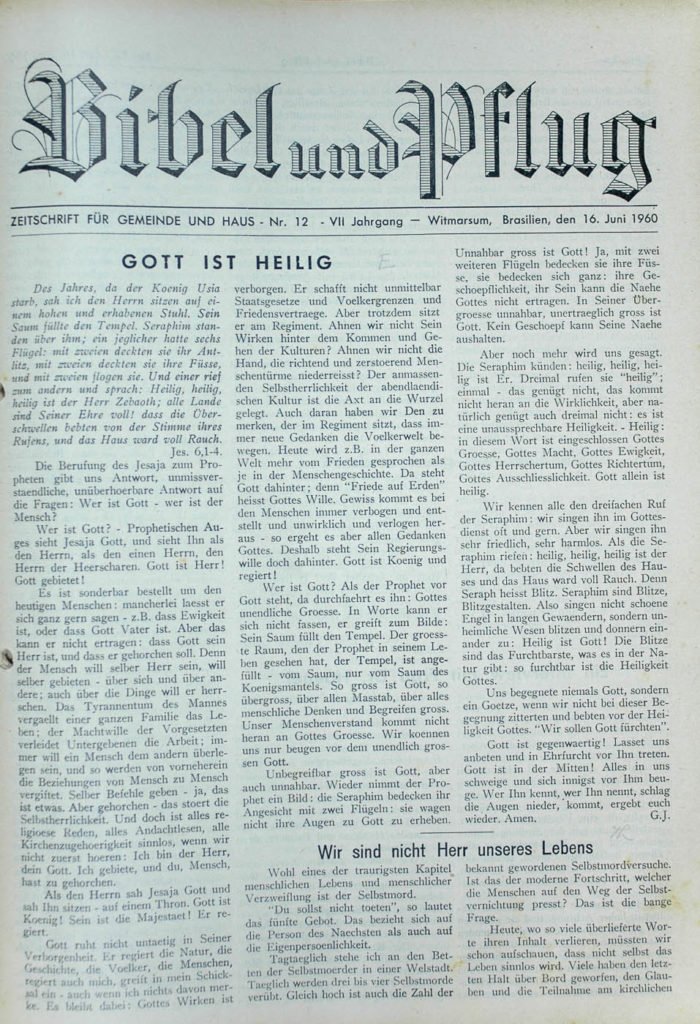 Bibel und Pflug
ZEITSCHRIFT FÜR GEMEINDE UND HAUS - Nr. 12 - VII Jahrgang — Witmarsum, Brasilien, den 16. Juni 1960
GOTT IST HEILIG
Des Jahres, da der Koenig Usia
starb, sah ich den Herrn sitzen auf ei-
nem hohen und erhabenen Stuhl. Sein
Saum füllte den Tempel. Seraphim stan-
den über ihm; ein jeglicher hatte sechs
Flügel: mit zweien deckten sie ihr Ant-
litz, mit zweien deckten sie ihre Füsse,
und mit zweien flogen sie. Und einer rief
zum andern und sprach: Heilig, heilig,
heilig ist der Herr Zebaoth; alle Lande
sind Seiner Ehre voll! dass die Über-
schwellen bebten von der Stimme ihres
Rufens, und das Haus ward voll Rauch.
Jes. 6,1-4.
Die Berufung des Jesaja zum Pro-
pheten gibt uns Antwort, unmissver-
staendliche, unüberhoerbare Antwort auf
die Fragen: Wer ist Gott - wer ist der
Mensch?
Wer ist Gott? - Prophetischen Au-
ges sieht Jesaja Gott, und sieht Ihn als
den Herrn, als den einen Herrn, den
Herrn der Heerscharen. Gott ist Herr!
Gott gebietet!
Es ist sonderbar bestellt um den
heutigen Menschen: mancherlei laesst er
sich ganz gern sagen - z.B. dass Ewigkeit
ist, oder dass Gott Vater ist. Aber das
kann er nicht ertragen: dass Gott sein
Herr ist, und dass er gehorchen soll. Denn
der Mensch will selber Herr sein, will
selber gebieten - über sich und über an-
dere; auch über die Dinge will er herr-
schen. Das Tyrannentum des Mannes
vergaellt einer ganzen Familie das Le-
ben; der Machtwille der Vorgesetzten
verleidet Untergebenen die Arbeit; im-
mer will ein Mensch dem andern überle-
gen sein, und so werden von vorneherein
die Beziehungen von Mensch zu Mensch
vergiftet. Selber Befehle geben - ja, das
ist etwas. Aber gehorchen - das stoert die
Selbstherrlichkeit. Und doch ist alles re-
ligioese Reden, alles Andachtlesen, alle
Kirchenzugehoerigkeit sinnlos, wenn wir
nicht zuerst hoeren: Ich bin der Herr,
dein Gott. Ich gebiete, und du, Mensch,
hast zu gehorchen.
Als den Herrn sah Jesaja Gott und
sah Ihn sitzen - auf einem Thron. Gott ist
Koenig! Sein ist die Majestaet! Er re-
giert.
Gott ruht nicht untaetig in Seiner
Verborgenheit. Er regiert die Natur, die
Geschichte, die Voelker, die Menschen,
regiert auch mich, greift in mein Schick-
sal ein - auch wenn ich nichts davon mer-
ke. Es bleibt dabei: Gottes Wirken ist
verborgen. Er schafft nicht unmittelbar
Staatsgesetze und Voelkergrenzen und
Friedensvertraege. Aber trotzdem sitzt
er am Regiment. Ahnen wir nicht Sein
Wirken hinter dem Kommen und Ge-
hen der Kulturen? Ahnen wir nicht die
Hand, die richtend und zerstoerend Men-
schentürme niederreisst? Der anmassen-
den Selbstherrlichkeit der abendlaendi-
schen Kultur ist die Axt an die Wurzel
gelegt. Auch daran haben wir Den zu
merken, der im Regiment sitzt, dass im-
mer neue Gedanken die Voelkerwelt be-
wegen. Heute wird z.B. in der ganzen
Welt mehr vom Frieden gesprochen als
je in der Menschengeschichte. Da steht
Gott dahinter; denn "Friede auf Erden"
heisst Gottes Wille. Gewiss kommt es bei
den Menschen immer verbogen und ent-
stellt und unwirklich und verlogen her-
aus - so ergeht es aber allen Gedanken
Gottes. Deshalb steht Sein Regierungs-
wille doch dahinter. Gott ist Koenig und
regiert!
Wer ist Gott? Als der Prophet vor
Gott steht, da durchfaehrt es ihn: Gottes
unendliche Groesse. In Worte kann er
sich nicht fassen, er greift zum Bilde:
Sein Saum füllt den Tempel. Der groess-
te Raum, den der Prophet in seinem Le-
ben gesehen hat, der Tempel, ist ange-
füllt - vom Saum, nur vom Saum des
Koenigsmantels. So gross ist Gott, so
übergross, über allen Masstab, über alles
menschliche Denken und Begreifen gross.
Unser Menschenverstand kommt nicht
heran an Gottes Groesse. Wir koennen
uns nur beugen vor dem unendlich gros-
sen Gott.
Unbegreifbar gross ist Gott, aber
auch unnahbar. Wieder nimmt der Pro-
phet ein Bild: die Seraphim bedecken ihr
Angesicht mit zwei Flügeln: sie wagen
nicht ihre Augen zu Gott zu erheben.
Unnahbar gross ist Gott! Ja, mit zwei
weiteren Flügeln bedecken sie ihre Füs-
se, sie bedecken sich ganz: ihre Ge-
schoepflichkeit, ihr Sein kann die Naehe
Gottes nicht ertragen. In Seiner Über-
groesse unnahbar, unertraeglich gross ist
Gott. Kein Geschoepf kann Seine Naehe
aushalten.
Aber noch mehr wird uns gesagt.
Die Seraphim künden: heilig, heilig, hei-
lig ist Er. Dreimal rufen sie "heilig";
einmal - das genügt nicht, das kommt
nicht heran an die Wirklichkeit, aber na-
türlich genügt auch dreimal nicht: es ist
eine unaussprechbare Heiligkeit. - Heilig:
in diesem Wort ist eingeschlossen Gottes
Groesse, Gottes Macht, Gottes Ewigkeit,
Gottes Herrschertum, Gottes Richtertum,
Gottes Ausschliesslichkeit. Gott allein ist
heilig.
Wir kennen alle den dreifachen Ruf
der Seraphim: wir singen ihn im Gottes-
dienst oft und gern. Aber wir singen ihn
sehr friedlich, sehr harmlos. Als die Se-
raphim riefen: heilig, heilig, heilig ist der
Herr, da bebten die Schwellen des Hau-
ses und das Haus ward voll Rauch. Denn
Seraph heisst Blitz. Seraphim sind Blitze,
Blitzgestalten. Also singen nicht schoene
Engel in langen Gewaendern, sondern un-
heimliche Wesen blitzen und donnern ein-
ander zu: Heilig ist Gott! Die Blitze
sind das Furchtbarste, was es in der Na-
tur gibt: so furchtbar ist die Heiligkeit
Gottes.
Uns begegnete niemals Gott, sondern
ein Goetze, wenn wir nicht bei dieser Be-
gegnung zitterten und bebten vor der Hei-
ligkeit Gottes. "Wir sollen Gott fürchten".
Gott ist gegenwaertig! Lasset uns
anbeten und in Ehrfurcht vor Ihn treten.
Gott ist in der Mitten! Alles in uns
schweige und sich innigst vor Ihm beu-
ge. Wer Ihn kennt, wer Ihn nennt, schlag
die Augen nieder, kommt, ergebt euch
wieder. Amen. G.J.
Wir sind nicht Herr unseres Lebens
Wohl eines der traurigsten Kapitel
menschlichen Lebens und menschlicher
Verzweiflung ist der Selbstmord.
"Du sollst nicht toeten", so lautet
das fünfte Gebot. Das bezieht sich auf
die Person des Naechsten als auch auf
die Eigenpersoenlichkeit.
Tagtaeglich stehe ich an den Bet-
ten der Selbstmoerder in einer Weltstadt.
Taeglich werden drei bis vier Selbstmorde
verübt. Gleich hoch ist auch die Zahl der
bekannt gewordenen Selbstmordversuche.
Ist das der moderne Fortschritt, welcher
die Menschen auf den Weg der Selbst-
vernichtung presst? Das ist die bange
Frage.
Heute, wo so viele überlieferte Wor-
te ihren Inhalt verlieren, müssten wir
schon aufschauen, dass nicht selbst das
Leben sinnlos wird. Viele haben den letz-
ten Halt über Bord geworfen, den Glau-
ben und die Teilnahme am kirchlichen